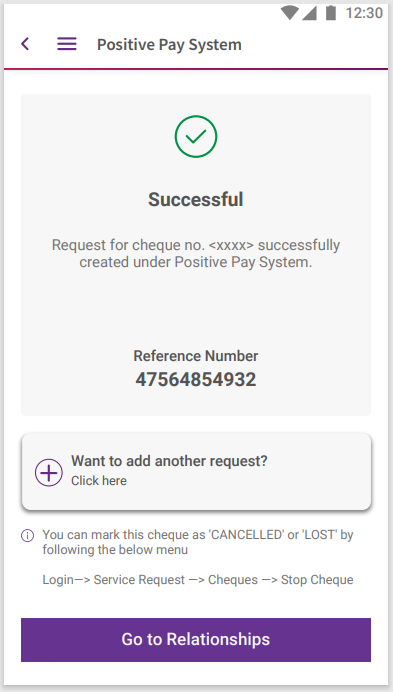 12:30
Positive Pay System
Successful
Request for cheque no. <xxxx> successfully
created under Positive Pay System.
Reference Number
47564854932
Want to add another request?
Click here
You can mark this cheque as 'CANCELLED' or 'LOST' by
following the below menu
Login—> Service Request —> Cheques —> Stop Cheque
Go to Relationships